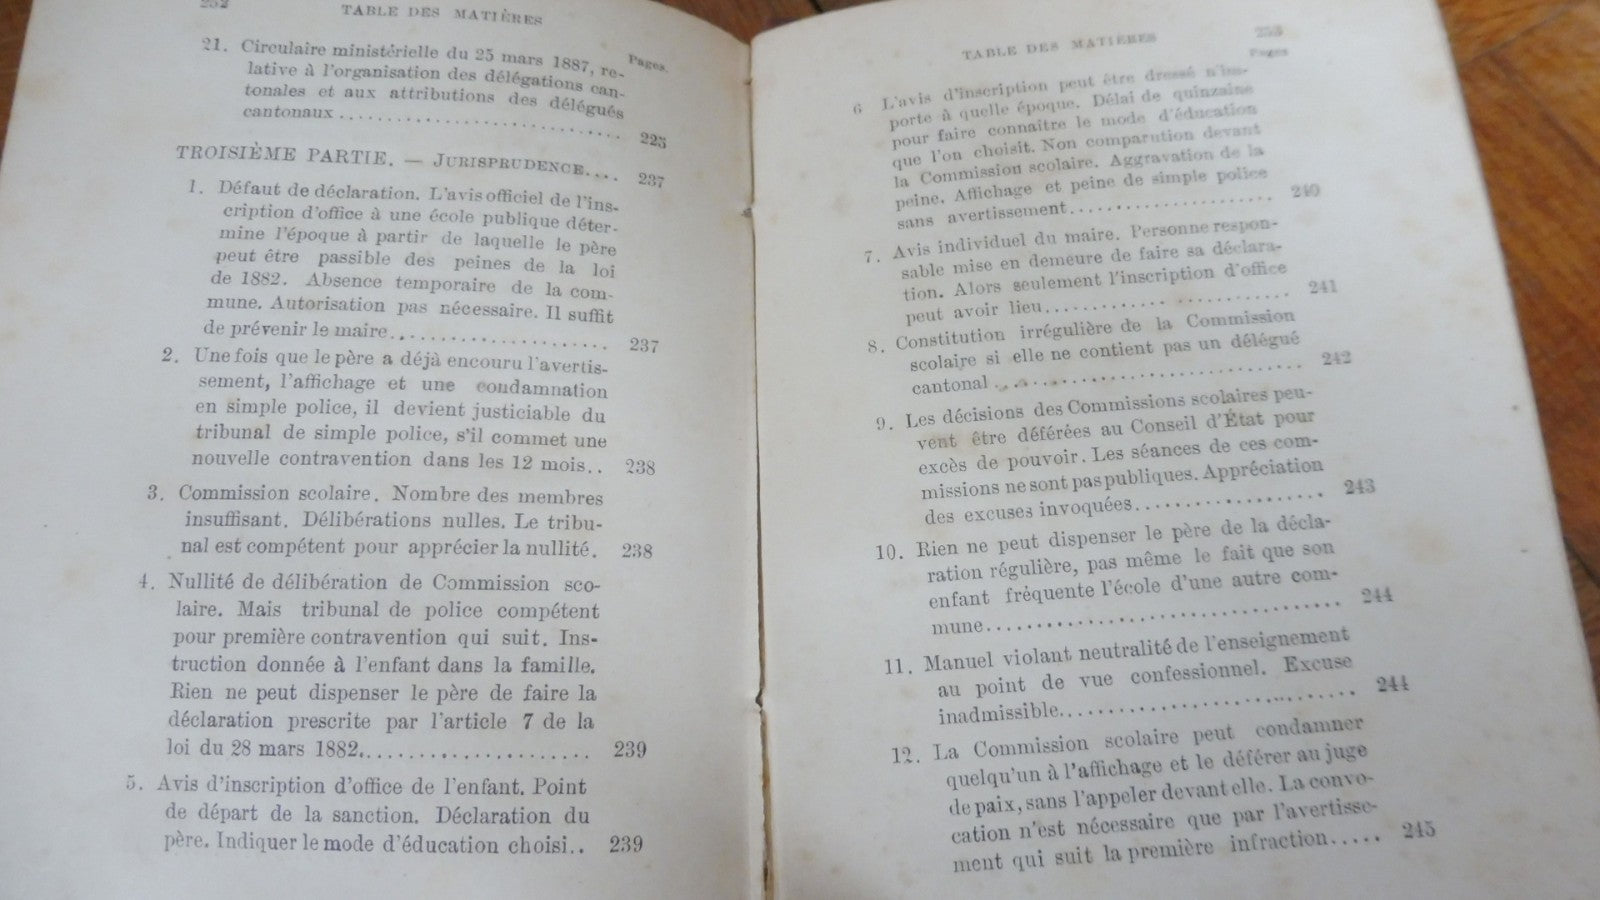 252
TABLE DES MATIÈRES
Pages.
21. Circulaire ministérielle du 25 mars 1887, re-
lative à l'organisation des délégations can-
tonales et aux attributions des délégués
cantonaux ............................ 225
TROISIÈME PARTIE. — JURISPRUDENCE.... 237
1. Défaut de déclaration. L'avis officiel de l'ins-
cription d'office à une école publique déter-
mine l'époque à partir de laquelle le père
peut être passible des peines de la loi
de 1882. Absence temporaire de la com-
mune. Autorisation pas nécessaire. Il suffit
de prévenir le maire...................... 237
2. Une fois que le père a déjà encouru l'avertis-
sement, l'affichage et une condamnation
en simple police, il devient justiciable du
tribunal de simple police, s'il commet une
nouvelle contravention dans les 12 mois.. 238
3. Commission scolaire. Nombre des membres
insuffisant. Délibérations nulles. Le tribu-
nal est compétent pour apprécier la nullité. 238
4. Nullité de délibération de Commission sco-
laire. Mais tribunal de police compétent
pour première contravention qui suit. Ins-
truction donnée à l'enfant dans la famille.
Rien ne peut dispenser le père de faire la
déclaration prescrite par l'article 7 de la
loi du 28 mars 1882..................... 239
5. Avis d'inscription d'office de l'enfant. Point
de départ de la sanction. Déclaration du
père. Indiquer le mode d'éducation choisi.. 239
TABLE DES MATIÈRES
253
Pages
6 L'avis d'inscription peut être dressé n'im-
porte à quelle époque. Délai de quinzaine
pour faire connaître le mode d'éducation
que l'on choisit. Non comparution devant
la Commission scolaire. Aggravation de la
peine. Affichage et peine de simple police
sans avertissement...................... 240
7. Avis individuel du maire. Personne respon-
sable mise en demeure de faire sa déclara-
tion. Alors seulement l'inscription d'office
peut avoir lieu......................... 241
8. Constitution irrégulière de la Commission
scolaire si elle ne contient pas un délégué
cantonal .............................. 242
9. Les décisions des Commissions scolaires peu-
vent être déférées au Conseil d'État pour
excès de pouvoir. Les séances de ces com-
missions ne sont pas publiques. Appréciation
des excuses invoquées.................... 243
10. Rien ne peut dispenser le père de la décla-
ration régulière, pas même le fait que son
enfant fréquente l'école d'une autre com-
mune.................................. 244
11. Manuel violant neutralité de l'enseignement
au point de vue confessionnel. Excuse
inadmissible........................... 244
12. La Commission scolaire peut condamner
quelqu'un à l'affichage et le déférer au juge
de paix, sans l'appeler devant elle. La convo-
cation n'est nécessaire que par l'avertisse-
ment qui suit la première infraction..... 245